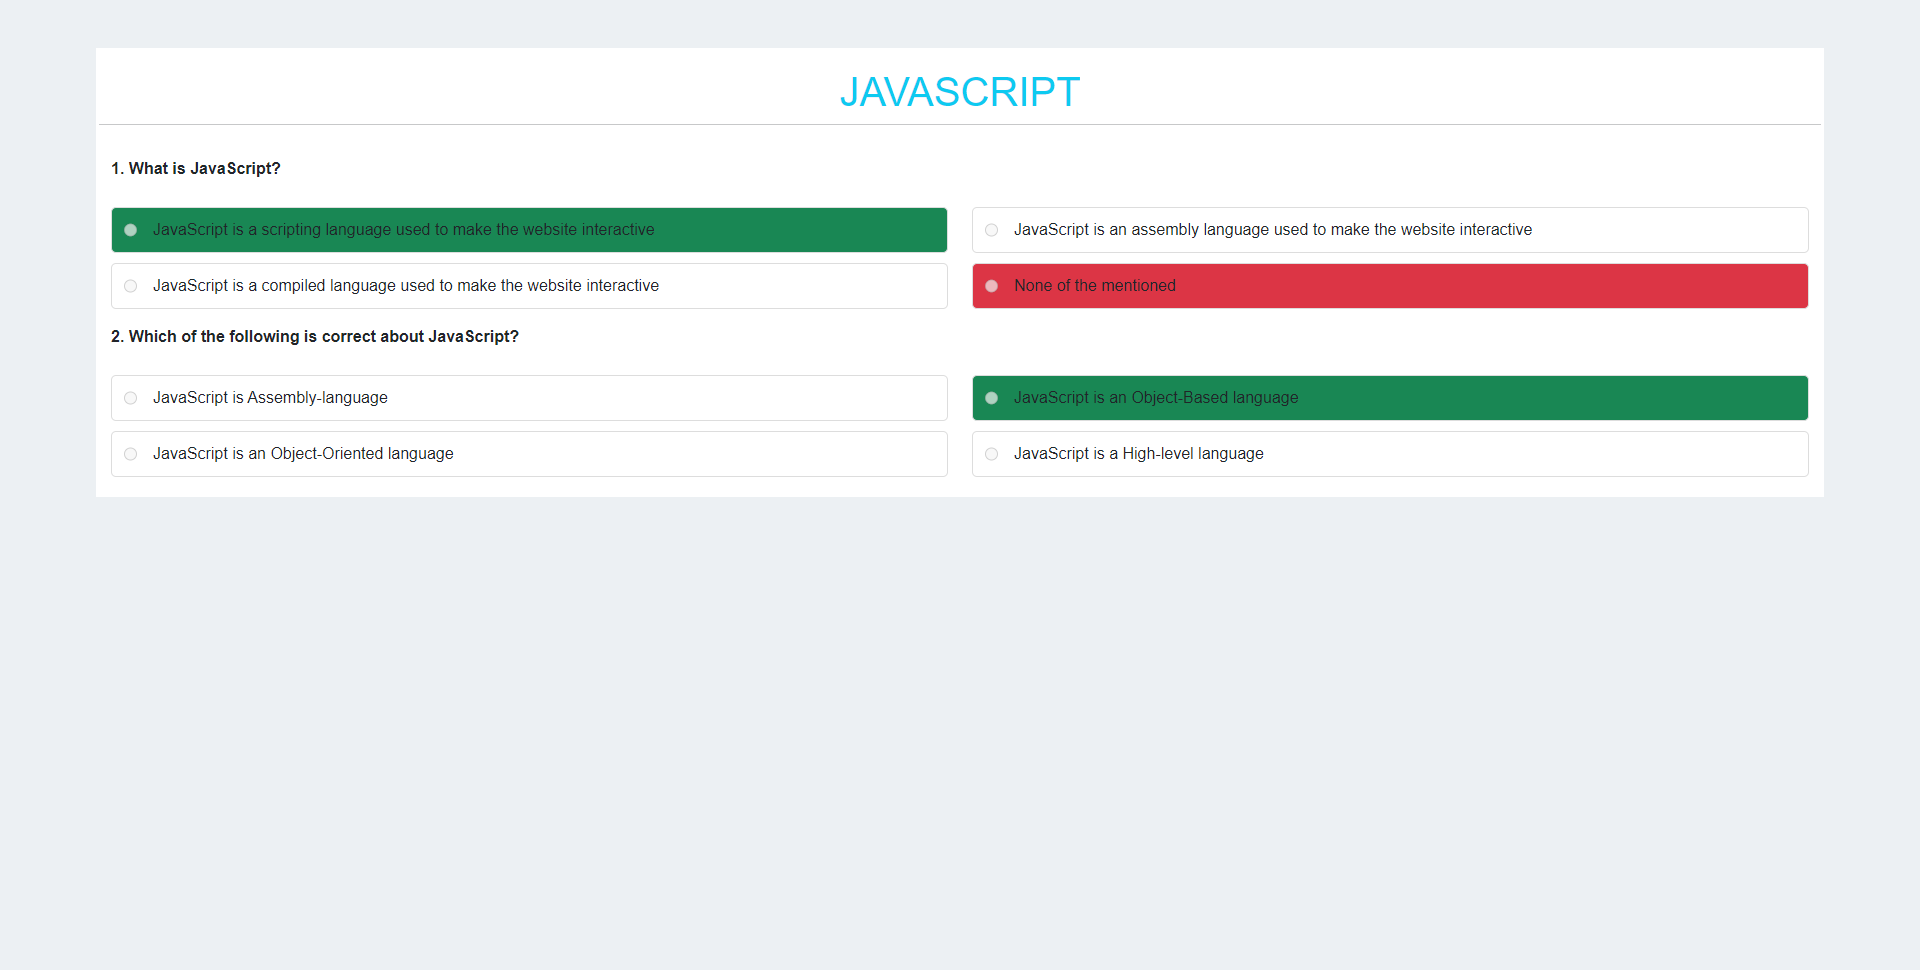 JAVASCRIPT
1. What is JavaScript?
JavaScript is a scripting language used to make the website interactive
JavaScript is an assembly language used to make the website interactive
JavaScript is a compiled language used to make the website interactive
None of the mentioned
2. Which of the following is correct about JavaScript?
JavaScript is Assembly-language
JavaScript is an Object-Based language
JavaScript is an Object-Oriented language
JavaScript is a High-level language